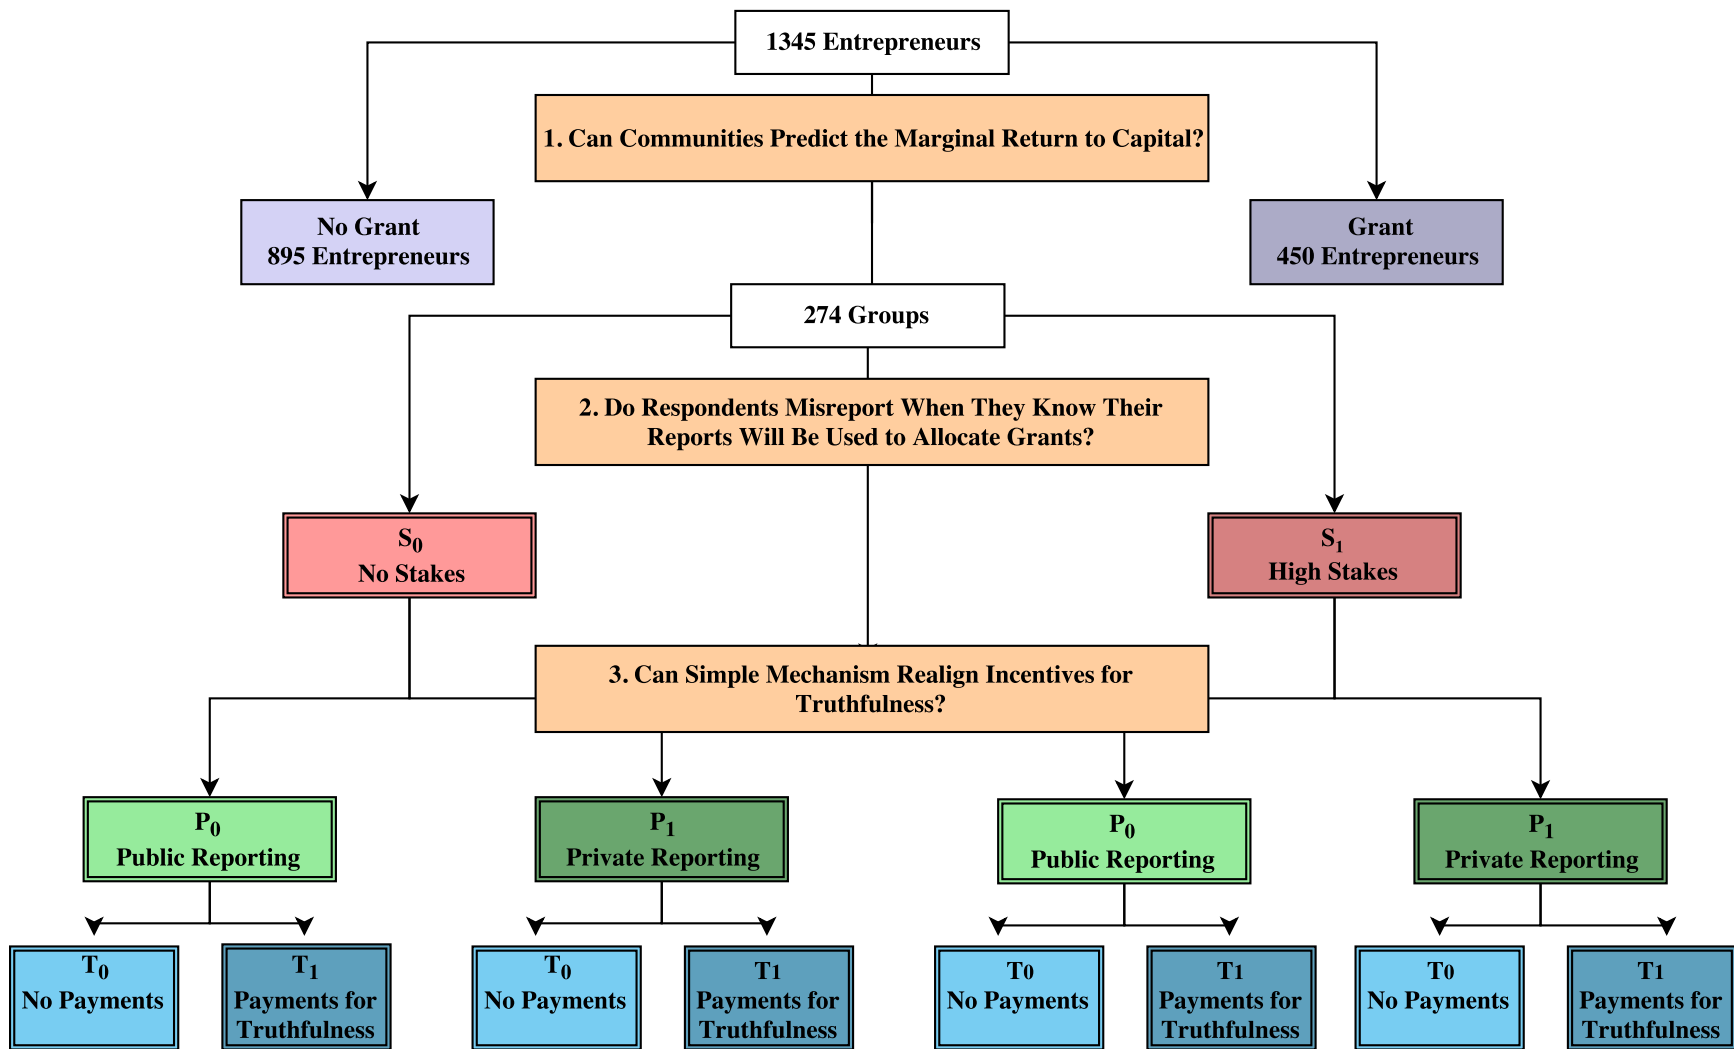 1345 Entrepreneurs
1. Can Communities Predict the Marginal Return to Capital?
No Grant
895 Entrepreneurs
Grant
450 Entrepreneurs
274 Groups
2. Do Respondents Misreport When They Know Their
Reports Will Be Used to Allocate Grants?
S0
No Stakes
S1
High Stakes
3. Can Simple Mechanism Realign Incentives for
Truthfulness?
P0
Public Reporting
P1
Private Reporting
P0
Public Reporting
P1
Private Reporting
T0
No Payments
T1
Payments for
Truthfulness
T0
No Payments
T1
Payments for
Truthfulness
T0
No Payments
T1
Payments for
Truthfulness
T0
No Payments
T1
Payments for
Truthfulness